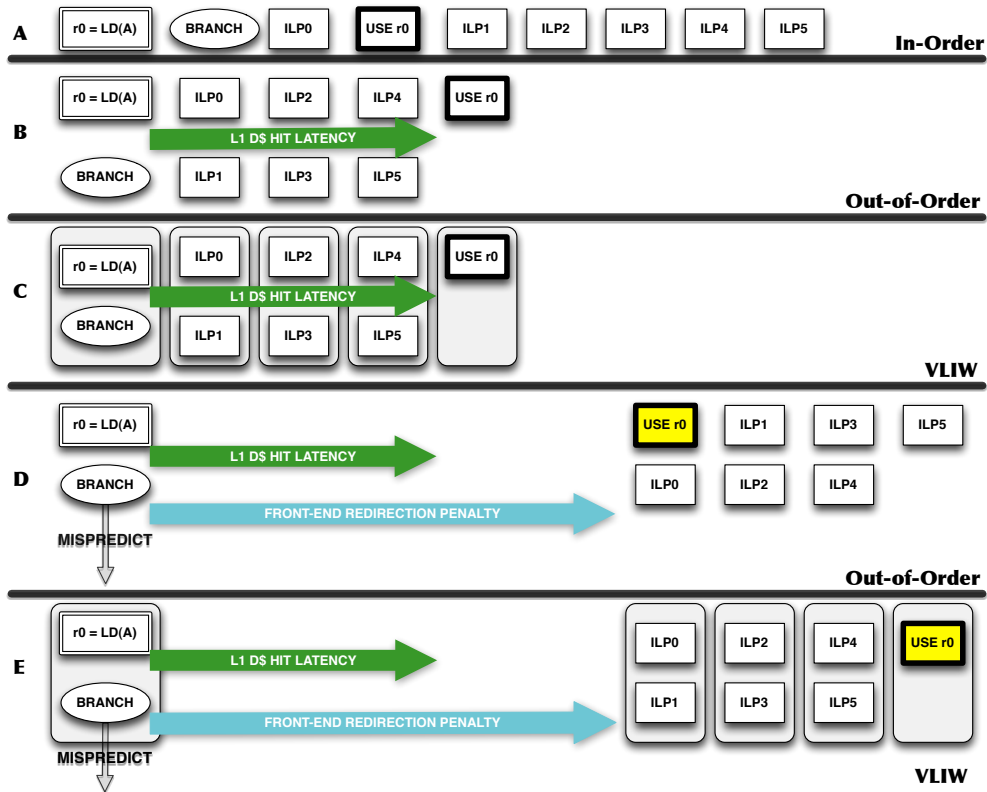 A
r0 = LD(A) BRANCH ILP0 USE r0 ILP1 ILP2 ILP3 ILP4 ILP5
In-Order
r0 = LD(A) ILP0 ILP2 ILP4 USE r0
B
L1 D$ HIT LATENCY
BRANCH ILP1 ILP3 ILP5
Out-of-Order
r0 = LD(A) ILP0 ILP2 ILP4 USE r0
C
L1 D$ HIT LATENCY
BRANCH ILP1 ILP3 ILP5
VLIW
r0 = LD(A) USE r0 ILP1 ILP3 ILP5
L1 D$ HIT LATENCY
D
BRANCH ILP0 ILP2 ILP4
FRONT-END REDIRECTION PENALTY
MISPREDICT
Out-of-Order
r0 = LD(A) ILP0 ILP2 ILP4 USE r0
L1 D$ HIT LATENCY
E
BRANCH ILP1 ILP3 ILP5
FRONT-END REDIRECTION PENALTY
MISPREDICT
VLIW